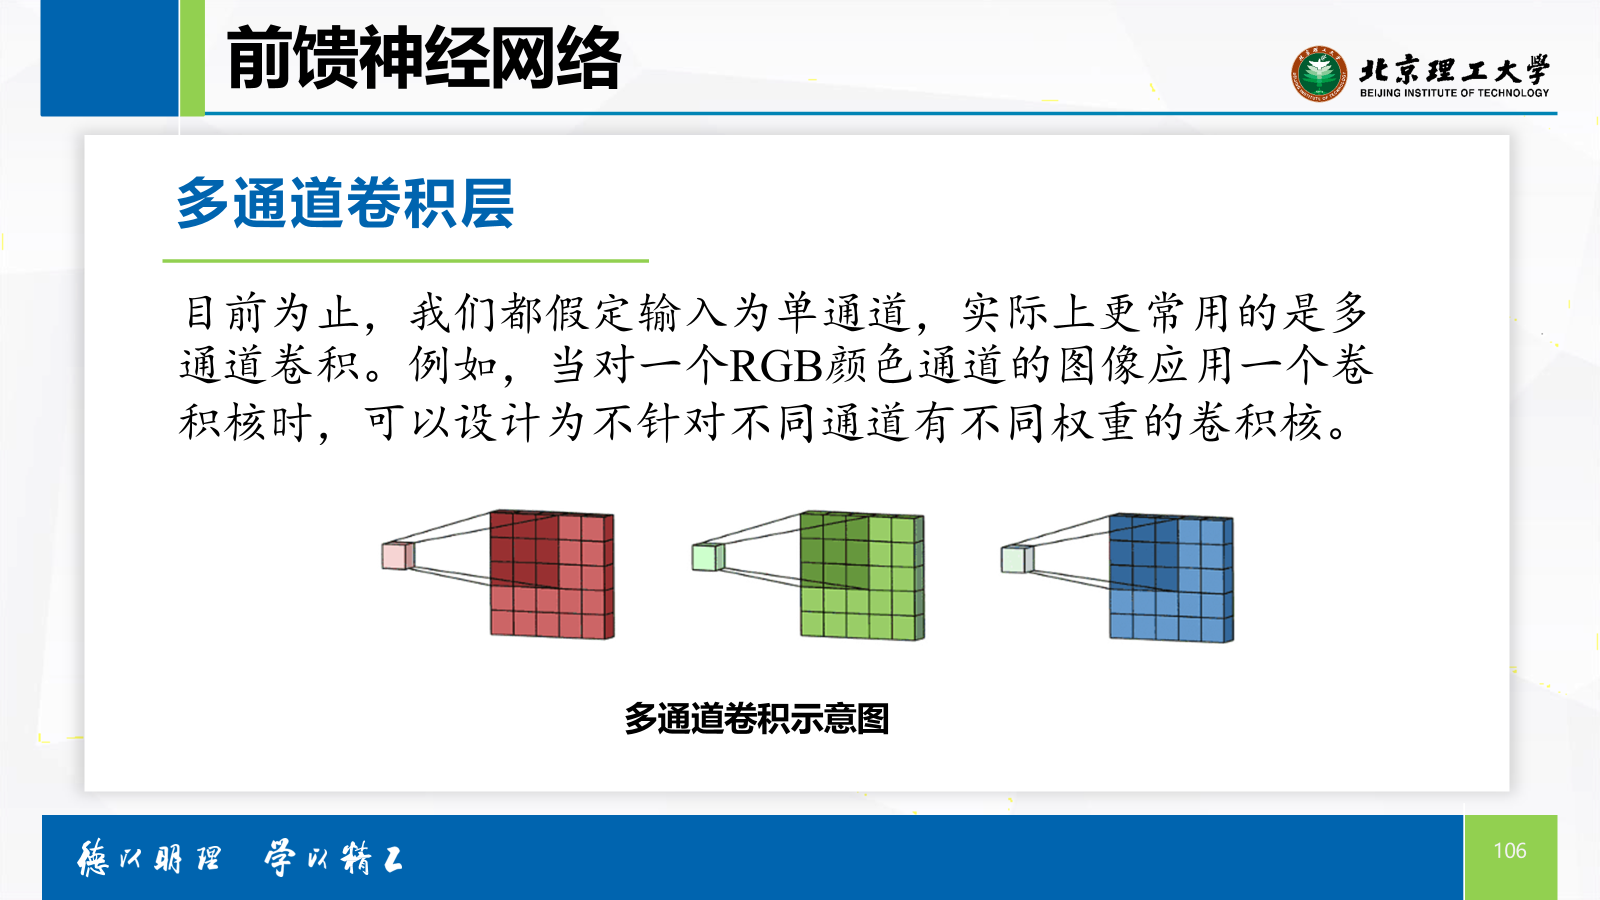 前馈神经网络
北京理工大学
BEIJING INSTITUTE OF TECHNOLOGY
多通道卷积层
目前为止，我们都假定输入为单通道，实际上更常用的是多
通道卷积。例如，当对一个RGB颜色通道的图像应用一个卷
积核时，可以设计为不针对不同通道有不同权重的卷积核。
多通道卷积示意图
德以明理 学以精工
106